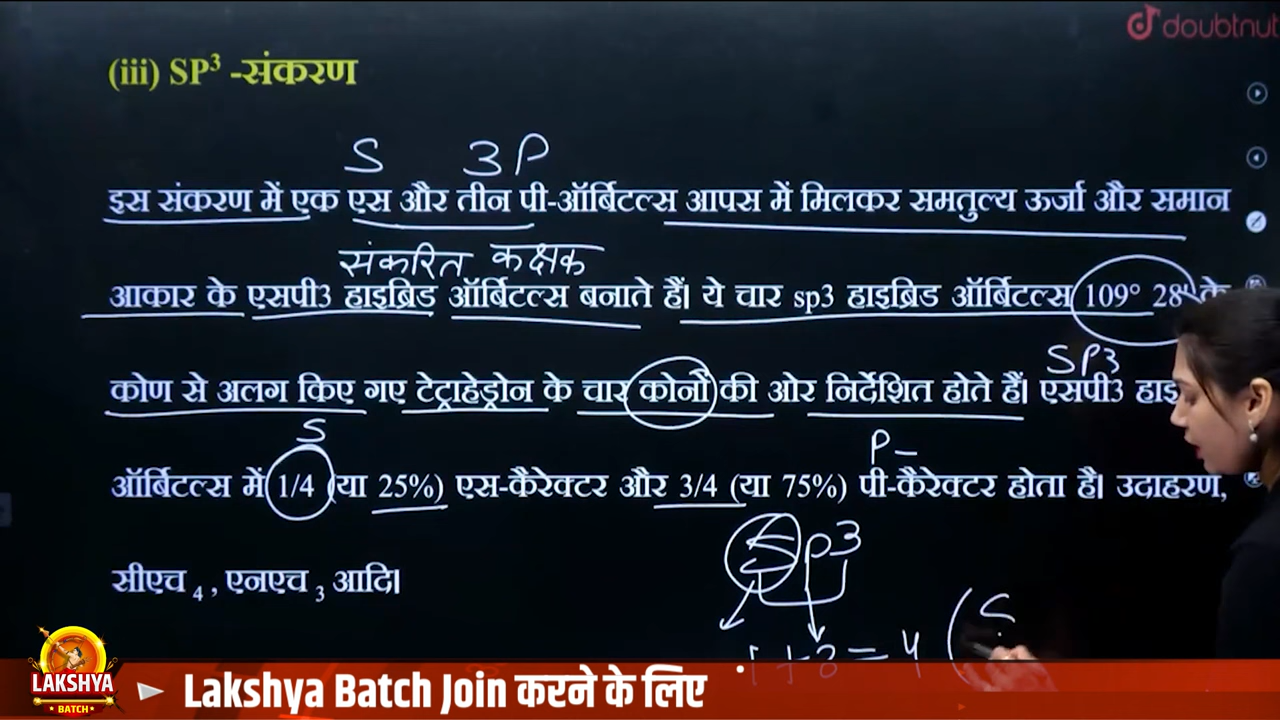 doubtnut
(iii) SP³ -संकरण
S 3P
इस संकरण में एक एस और तीन पी-ऑर्बिटल्स आपस में मिलकर समतुल्य ऊर्जा और समान
संकरित कक्षक
आकार के एसपी3 हाइब्रिड ऑर्बिटल्स बनाते हैं। ये चार sp3 हाइब्रिड ऑर्बिटल्स 109° 28' के
SP3
कोण से अलग किए गए टेट्राहेड्रोन के चार कोनों की ओर निर्देशित होते हैं। एसपी3 हाइ
S P-
ऑर्बिटल्स में 1/4 (या 25%) एस-कैरेक्टर और 3/4 (या 75%) पी-कैरेक्टर होता है। उदाहरण,
SP3
सीएच ₄ , एनएच ₃ आदि।
1+3=4 (S
LAKSHYA
BATCH
Lakshya Batch Join करने के लिए